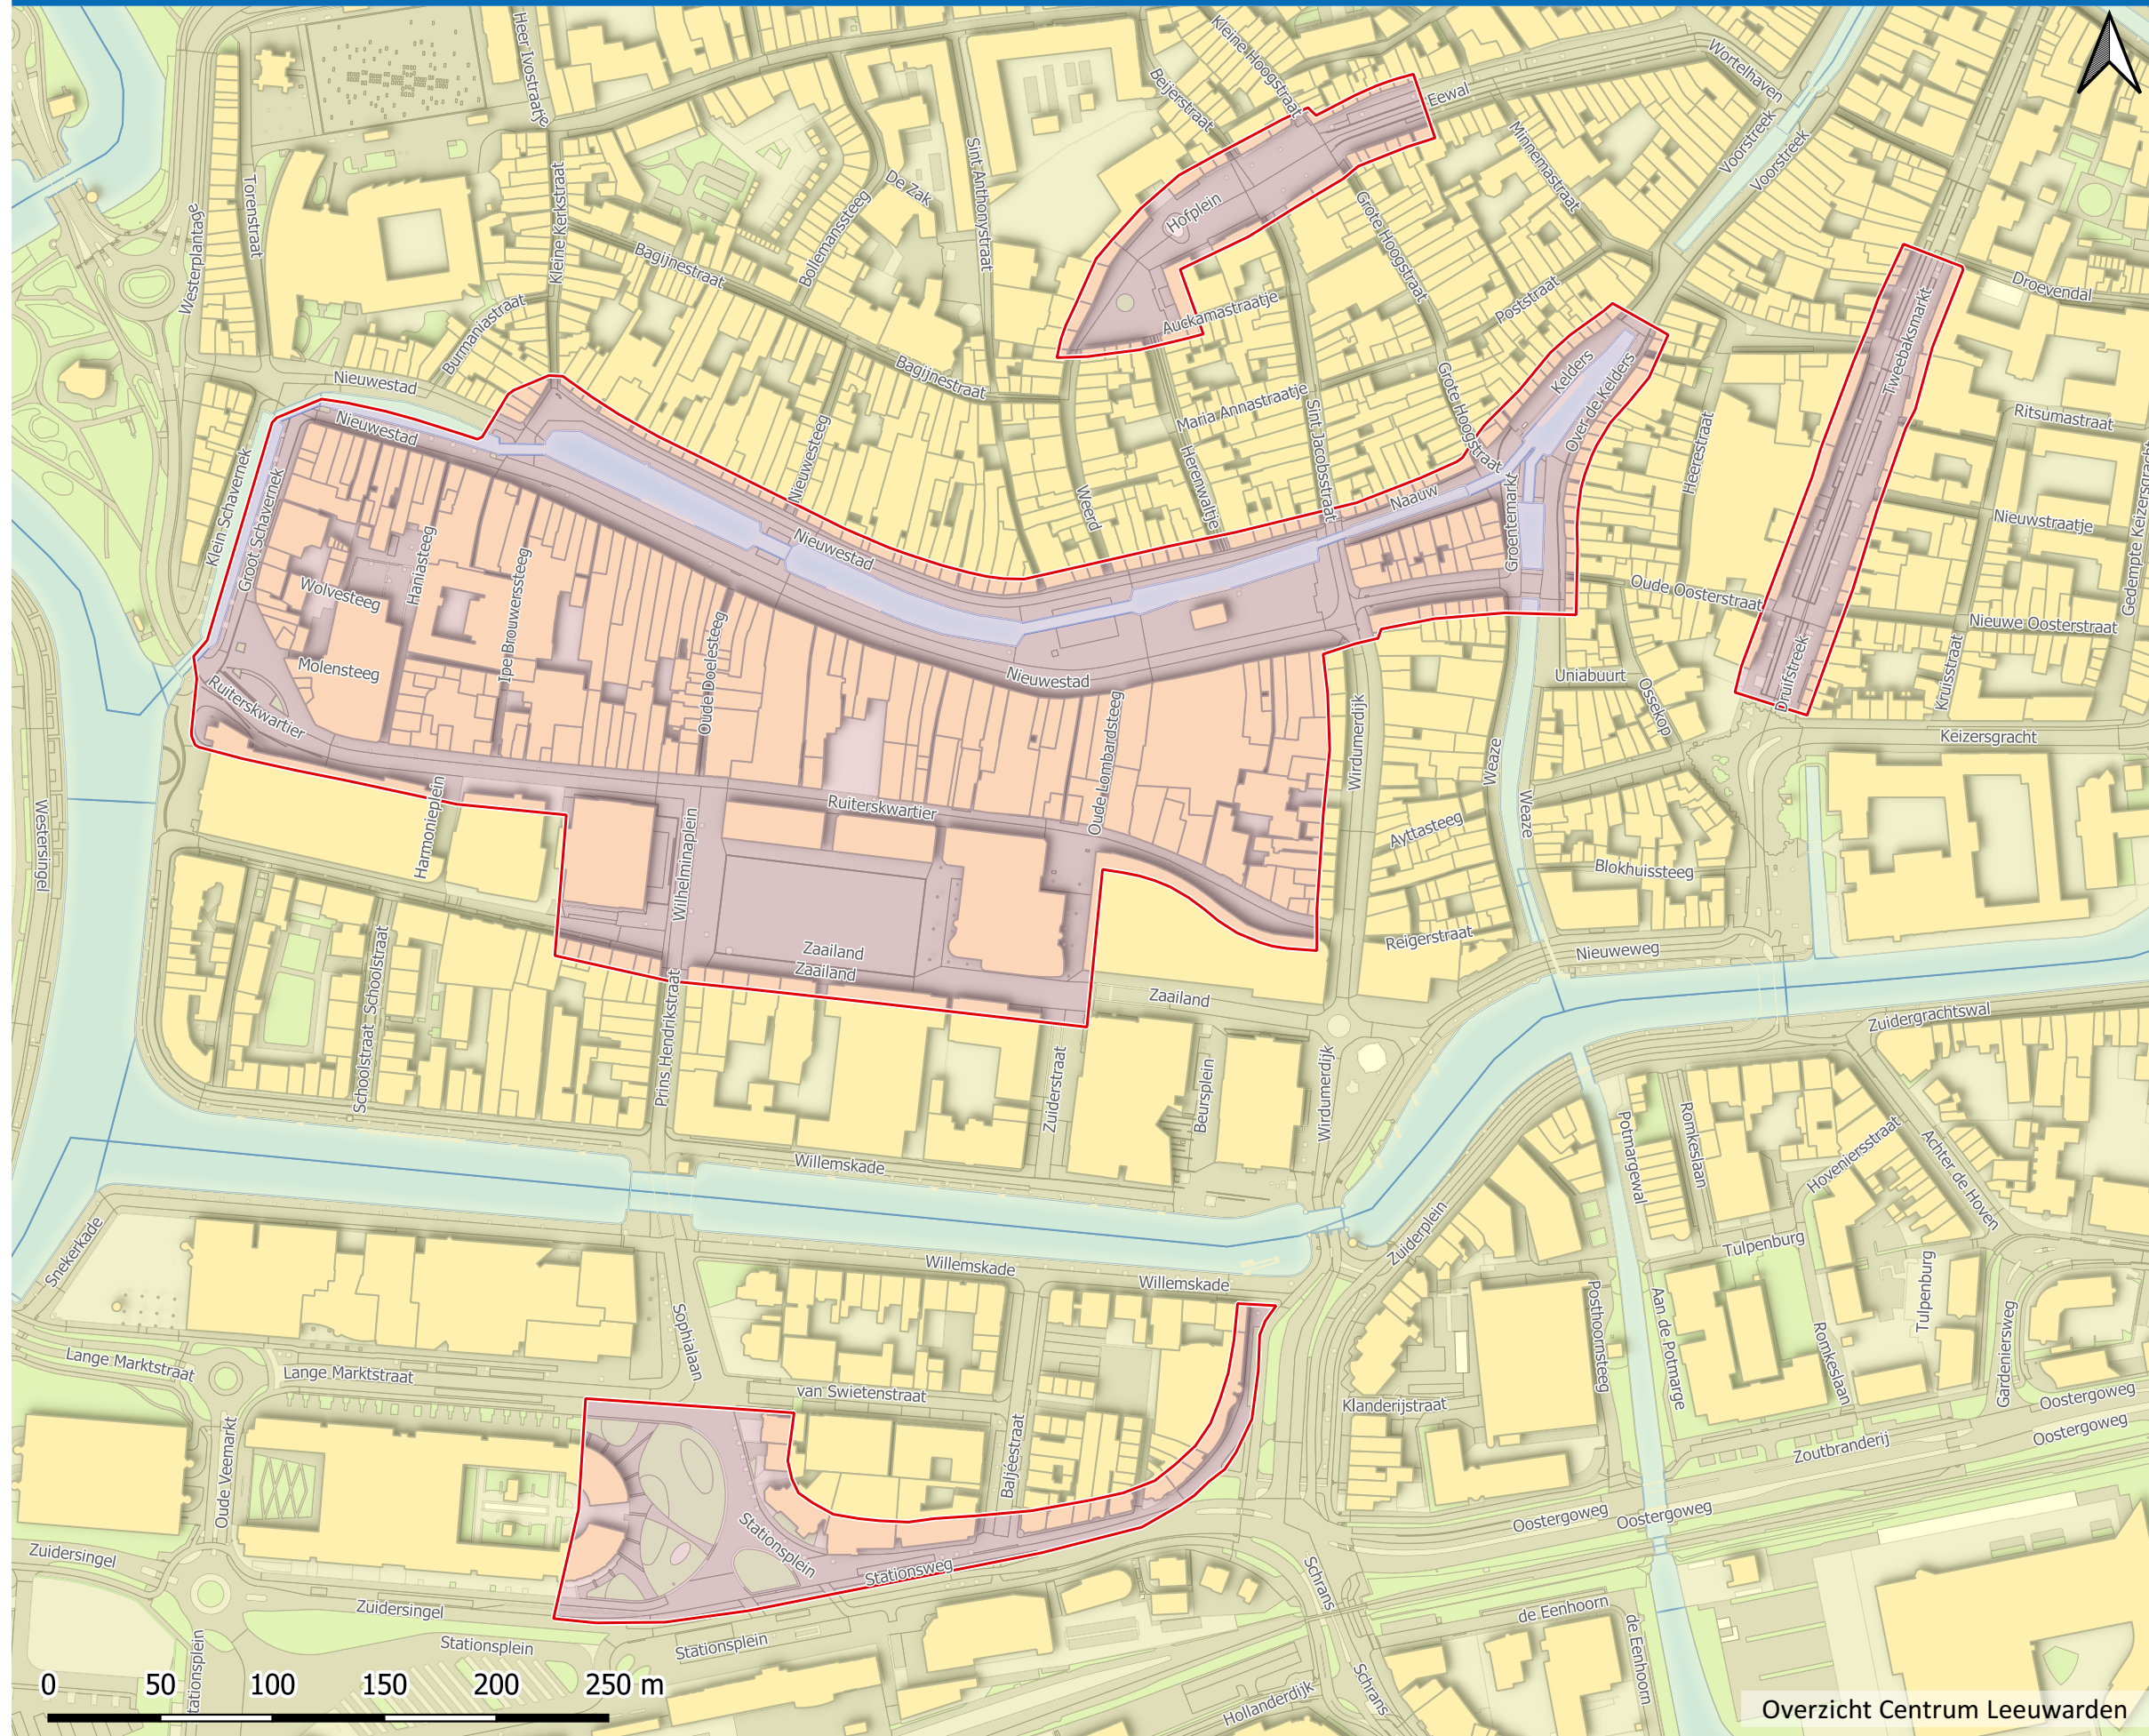 Heer Ivostraatje
Kleine Hoogstraat
Wortelhaven
Beijerstraat
Eewal
Voorstreek
Voorstreek
Minnemastraat
Torenstraat
Westerplantage
Kleine Kerkstraat
Sint Anthonystraat
De Zak
Bollemanssteeg
Bagijnestraat
Hofplein
Grote Hoogstraat
Droevendal
Tweebaksmarkt
Burmaniastraat
Auckamastraatje
Poststraat
Nieuwestad
Bagijnestraat
Kelders
Over de Kelders
Maria Annastraatje
Grote Hoogstraat
Ritsumastraat
Nieuwestad
Nieuwesteeg
Sint Jacobsstraat
Heerestraat
Klein Schavernek
Groot Schavernek
Herenwaltje
Weerd
Naauw
Groentemarkt
Nieuwstraatje
Gedempte Keizersgracht
Nieuwestad
Haniasteeg
Wolvesteeg
Ipe Brouwerssteeg
Oude Oosterstraat
Nieuwe Oosterstraat
Molensteeg
Oude Doelesteeg
Nieuwestad
Uniabuurt
Ossekop
Druifstreek
Kruisstraat
Ruiterskwartier
Oude Lombardsteeg
Wirdumerdijk
Weaze
Keizersgracht
Westersingel
Harmonieplein
Ruiterskwartier
Wilhelminaplein
Weaze
Ayttasteeg
Blokhuissteeg
Zaailand
Zaailand
Reigerstraat
Nieuweweg
Schoolstraat
Schoolstraat
Prins Hendrikstraat
Zaailand
Zuidergrachtswal
Zuiderstraat
Beursplein
Wirdumerdijk
Potmargewal
Romkeslaan
Hoveniersstraat
Achter de Hoven
Willemskade
Snekerkade
Willemskade
Willemskade
Zuiderplein
Tulpenburg
Tulpenburg
Sophialaan
Posthoornsteeg
Aan de Potmarge
Romkeslaan
Gardeniersweg
Lange Marktstraat
Lange Marktstraat
van Swietenstraat
Klanderijstraat
Oostergoweg
Oostergoweg
Zoutbranderij
Oude Veemarkt
Baljéestraat
Oostergoweg
Oostergoweg
Stationsplein
Stationsweg
Zuidersingel
Schrans
Zuidersingel
de Eenhoorn
de Eenhoorn
Stationsplein
Stationsplein
Schrans
Hollanderdijk
0 50 100 150 200 250 m
Overzicht Centrum Leeuwarden